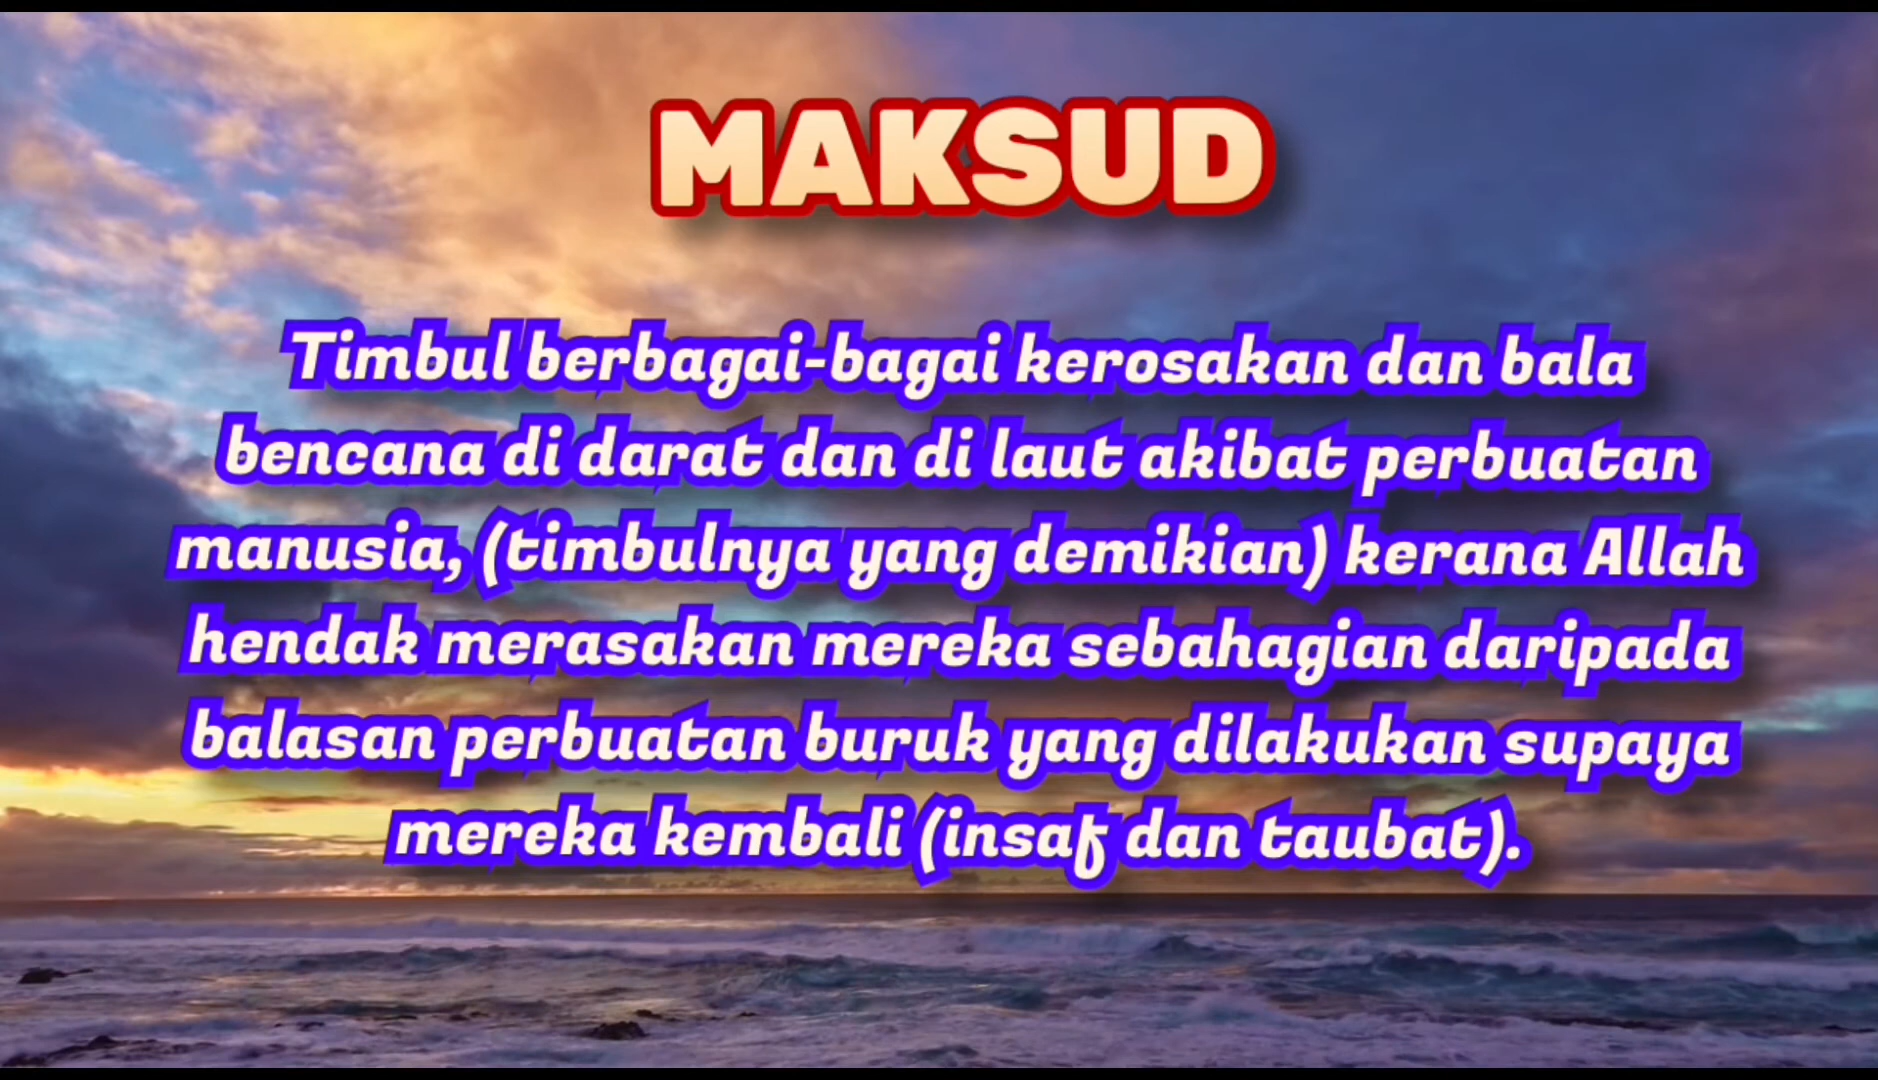 MAKSUD
Timbul berbagai-bagai kerosakan dan bala
bencana di darat dan di laut akibat perbuatan
manusia, (timbulnya yang demikian) kerana Allah
hendak merasakan mereka sebahagian daripada
balasan perbuatan buruk yang dilakukan supaya
mereka kembali (insaf dan taubat).